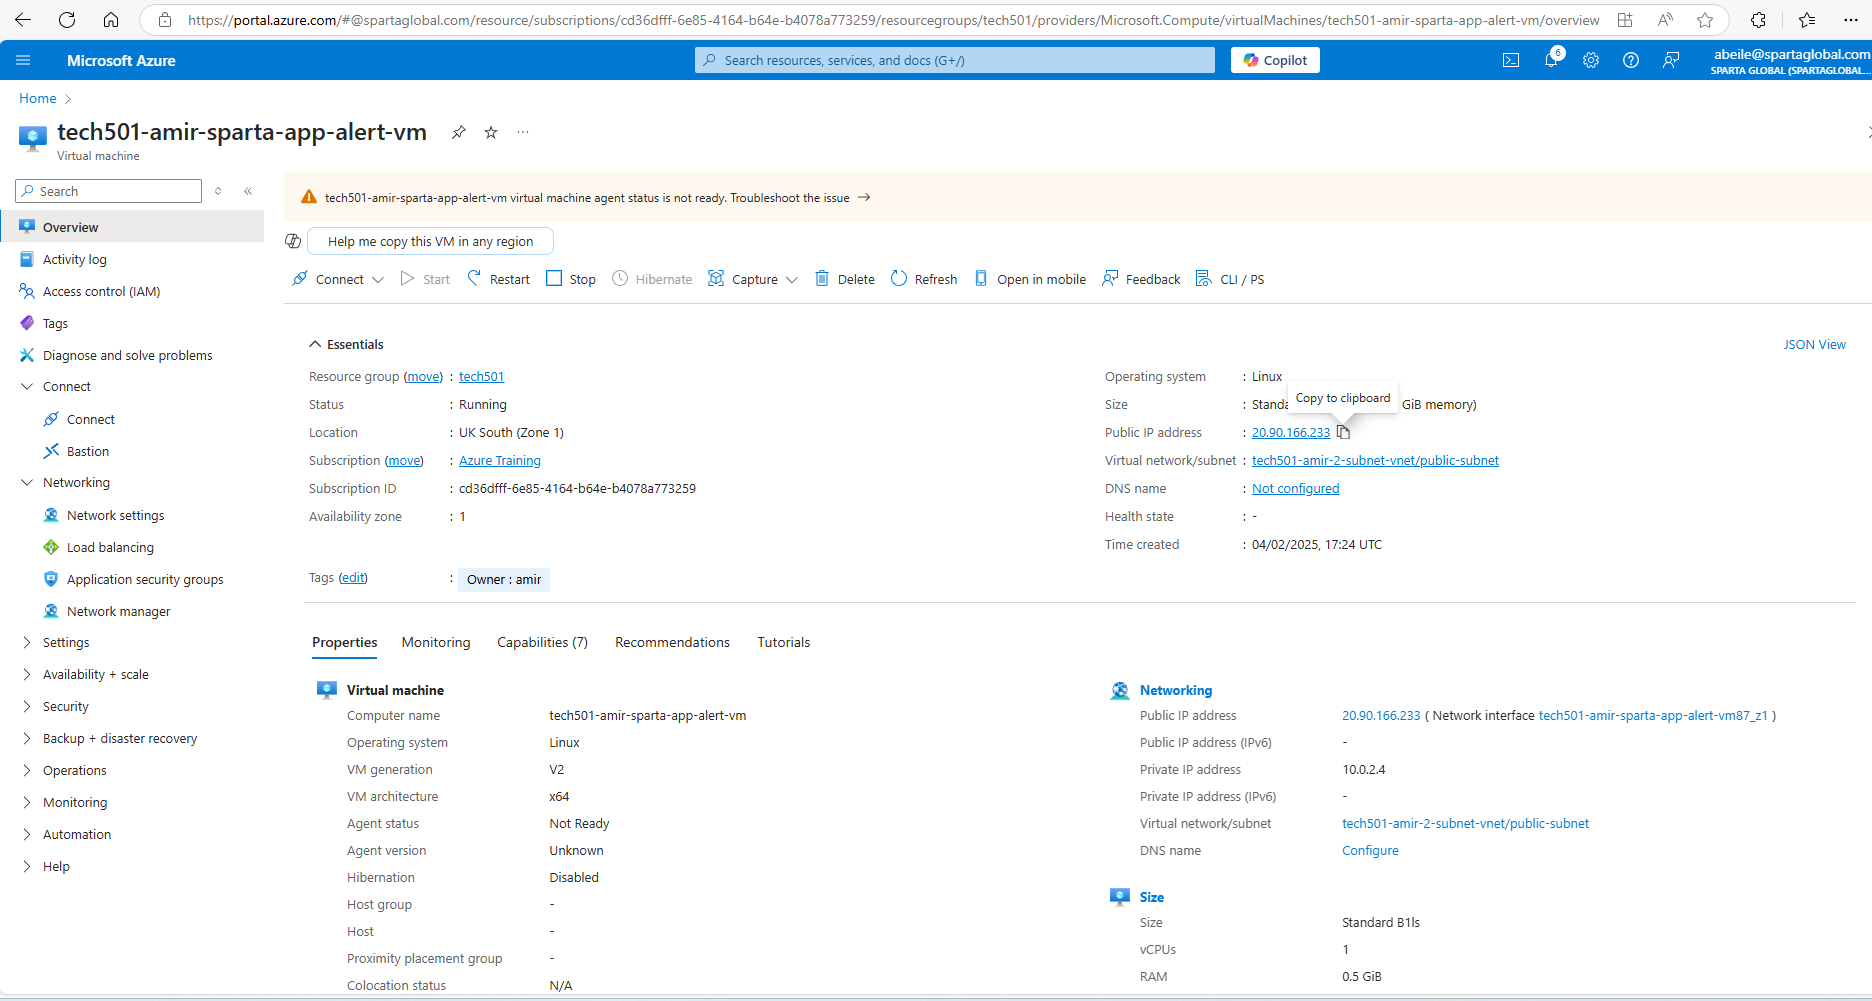 https://portal.azure.com/#@spartaglobal.com/resource/subscriptions/cd36dfff-6e85-4164-b64e-b4078a773259/resourcegroups/tech501/providers/Microsoft.Compute/virtualMachines/tech501-amir-sparta-app-alert-vm/overview
Microsoft Azure
Search resources, services, and docs (G+/)
Copilot
6
abeile@spartaglobal.com
SPARTA GLOBAL (SPARTAGLOBAL...
Home
tech501-amir-sparta-app-alert-vm
Virtual machine
Search
Overview
Activity log
Access control (IAM)
Tags
Diagnose and solve problems
Connect
Connect
Bastion
Networking
Network settings
Load balancing
Application security groups
Network manager
Settings
Availability + scale
Security
Backup + disaster recovery
Operations
Monitoring
Automation
Help
tech501-amir-sparta-app-alert-vm virtual machine agent status is not ready. Troubleshoot the issue →
Help me copy this VM in any region
Connect Start Restart Stop Hibernate Capture Delete Refresh Open in mobile Feedback CLI / PS
Essentials
JSON View
Resource group (move) : tech501
Status : Running
Location : UK South (Zone 1)
Subscription (move) : Azure Training
Subscription ID : cd36dfff-6e85-4164-b64e-b4078a773259
Availability zone : 1
Operating system : Linux
Copy to clipboard
Size : Standa GiB memory)
Public IP address : 20.90.166.233
Virtual network/subnet : tech501-amir-2-subnet-vnet/public-subnet
DNS name : Not configured
Health state : -
Time created : 04/02/2025, 17:24 UTC
Tags (edit) : Owner : amir
Properties Monitoring Capabilities (7) Recommendations Tutorials
Virtual machine
Computer name tech501-amir-sparta-app-alert-vm
Operating system Linux
VM generation V2
VM architecture x64
Agent status Not Ready
Agent version Unknown
Hibernation Disabled
Host group -
Host -
Proximity placement group -
Colocation status N/A
Networking
Public IP address 20.90.166.233 ( Network interface tech501-amir-sparta-app-alert-vm87_z1 )
Public IP address (IPv6) -
Private IP address 10.0.2.4
Private IP address (IPv6) -
Virtual network/subnet tech501-amir-2-subnet-vnet/public-subnet
DNS name Configure
Size
Size Standard B1ls
vCPUs 1
RAM 0.5 GiB